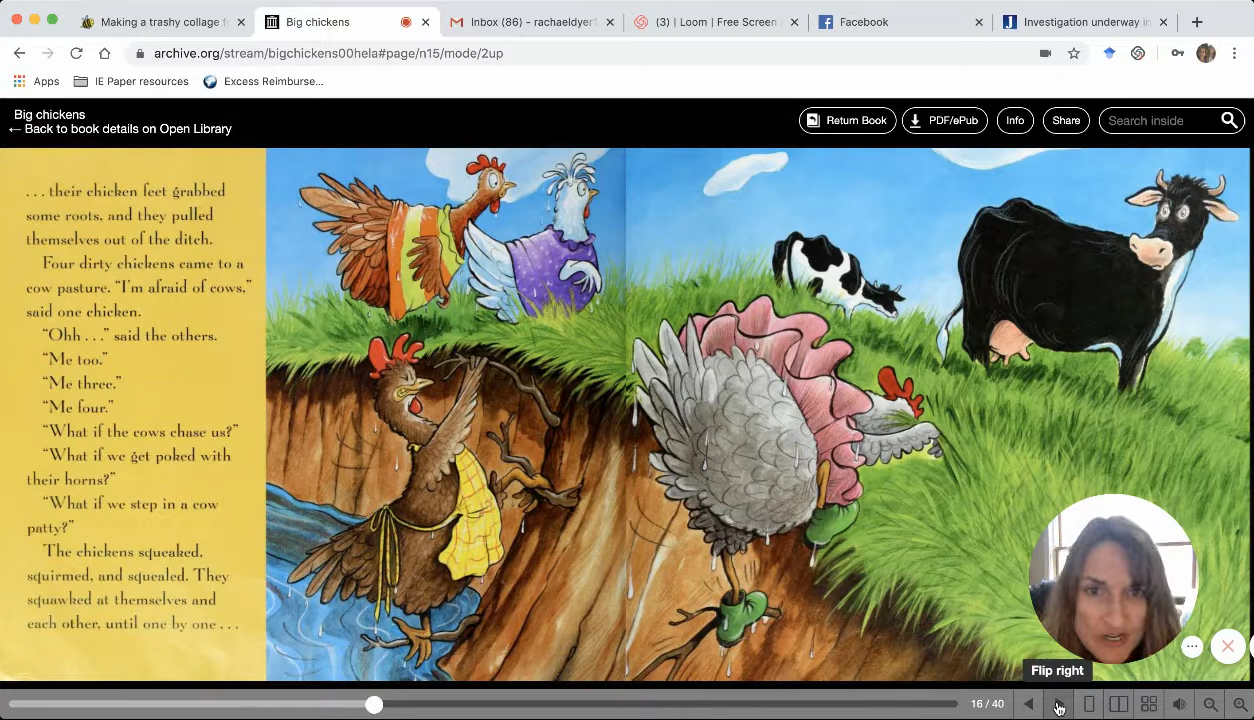 Making a trashy collage f
Big chickens
Inbox (86) - rachaeldyer
(3) | Loom | Free Screen
Facebook
Investigation underway in
archive.org/stream/bigchickens00hela#page/n15/mode/2up
Apps
IE Paper resources
Excess Reimburse...
Big chickens
← Back to book details on Open Library
Return Book
PDF/ePub
Info
Share
Search inside
. . . their chicken feet grabbed
some roots, and they pulled
themselves out of the ditch.
Four dirty chickens came to a
cow pasture. “I’m afraid of cows,”
said one chicken.
“Ohh . . .” said the others.
“Me too.”
“Me three.”
“Me four.”
“What if the cows chase us?”
“What if we get poked with
their horns?”
“What if we step in a cow
patty?”
The chickens squeaked,
squirmed, and squealed. They
squawked at themselves and
each other, until one by one . . .
Flip right
16 / 40